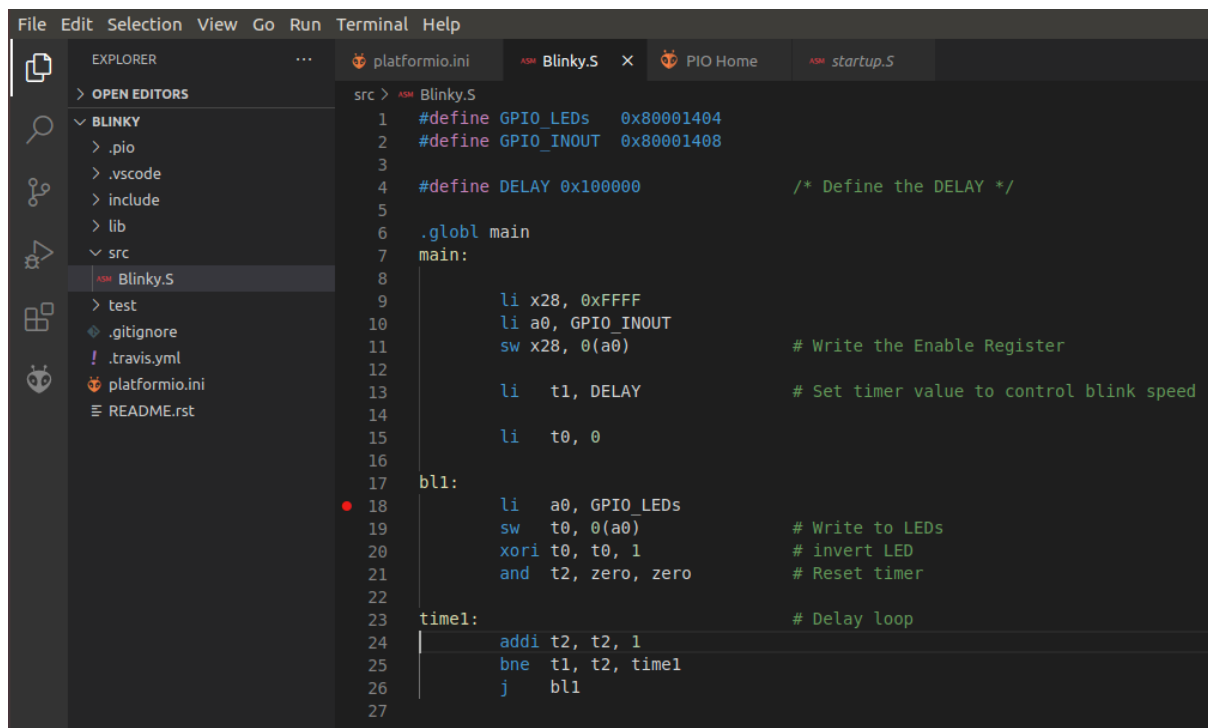 File Edit Selection View Go Run Terminal Help
EXPLORER ...
> OPEN EDITORS
BLINKY
> .pio
> .vscode
> include
> lib
src
ASM Blinky.S
> test
.gitignore
! .travis.yml
platformio.ini
README.rst
platformio.ini ASM Blinky.S × PIO Home ASM startup.S
src > ASM Blinky.S
1 #define GPIO_LEDs 0x80001404
2 #define GPIO_INOUT 0x80001408
3
4 #define DELAY 0x100000 /* Define the DELAY */
5
6 .globl main
7 main:
8
9 li x28, 0xFFFF
10 li a0, GPIO_INOUT
11 sw x28, 0(a0) # Write the Enable Register
12
13 li t1, DELAY # Set timer value to control blink speed
14
15 li t0, 0
16
17 bl1:
18 li a0, GPIO_LEDs
19 sw t0, 0(a0) # Write to LEDs
20 xori t0, t0, 1 # invert LED
21 and t2, zero, zero # Reset timer
22
23 time1: # Delay loop
24 addi t2, t2, 1
25 bne t1, t2, time1
26 j bl1
27